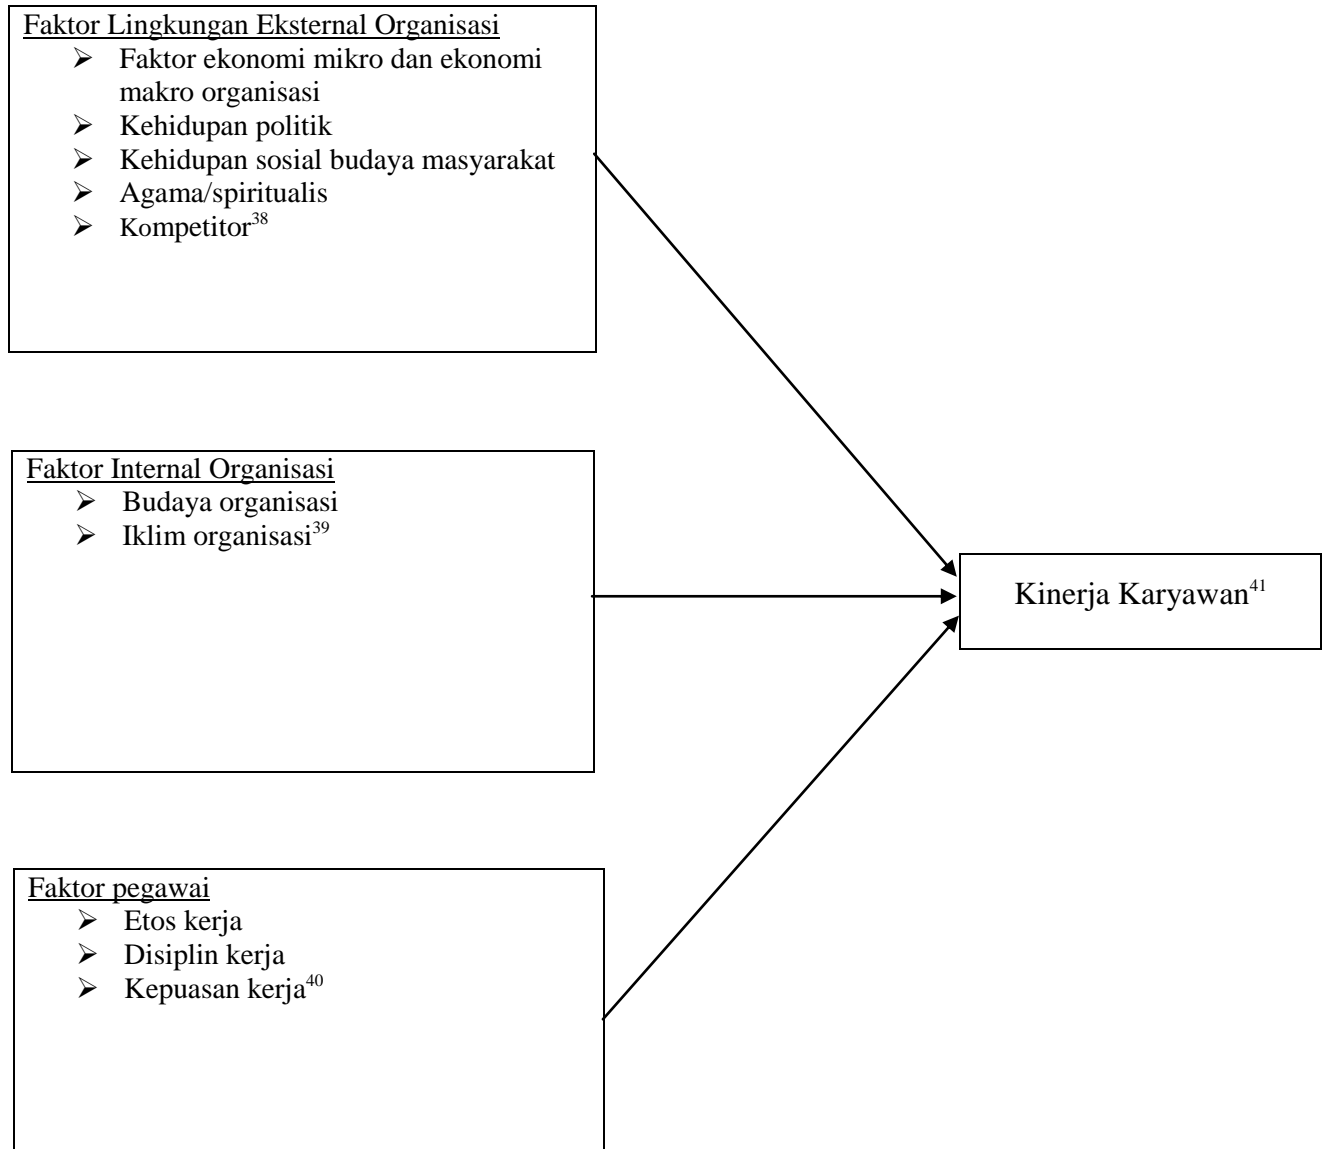 Faktor Lingkungan Eksternal Organisasi
➢ Faktor ekonomi mikro dan ekonomi
makro organisasi
➢ Kehidupan politik
➢ Kehidupan sosial budaya masyarakat
➢ Agama/spiritualis
➢ Kompetitor³⁸
Faktor Internal Organisasi
➢ Budaya organisasi
➢ Iklim organisasi³⁹
Kinerja Karyawan⁴¹
Faktor pegawai
➢ Etos kerja
➢ Disiplin kerja
➢ Kepuasan kerja⁴⁰